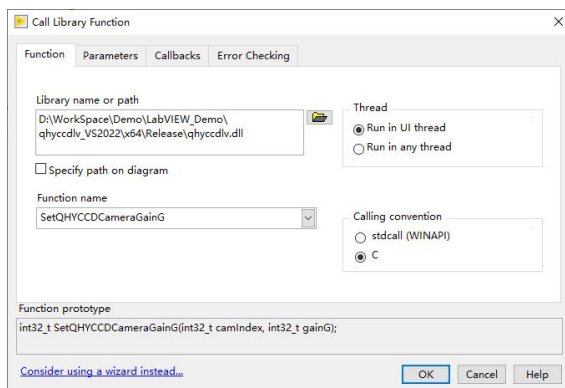 Call Library Function
Function
Parameters
Callbacks
Error Checking
Library name or path
D:\WorkSpace\Demo\LabVIEW_Demo\
qhyccdlv_VS2022\x64\Release\qhyccdlv.dll
Specify path on diagram
Function name
SetQHYCCDCameraGainG
Thread
Run in UI thread
Run in any thread
Calling convention
stdcall (WINAPI)
C
Function prototype
int32_t SetQHYCCDCameraGainG(int32_t camIndex, int32_t gainG);
Consider using a wizard instead...
OK
Cancel
Help